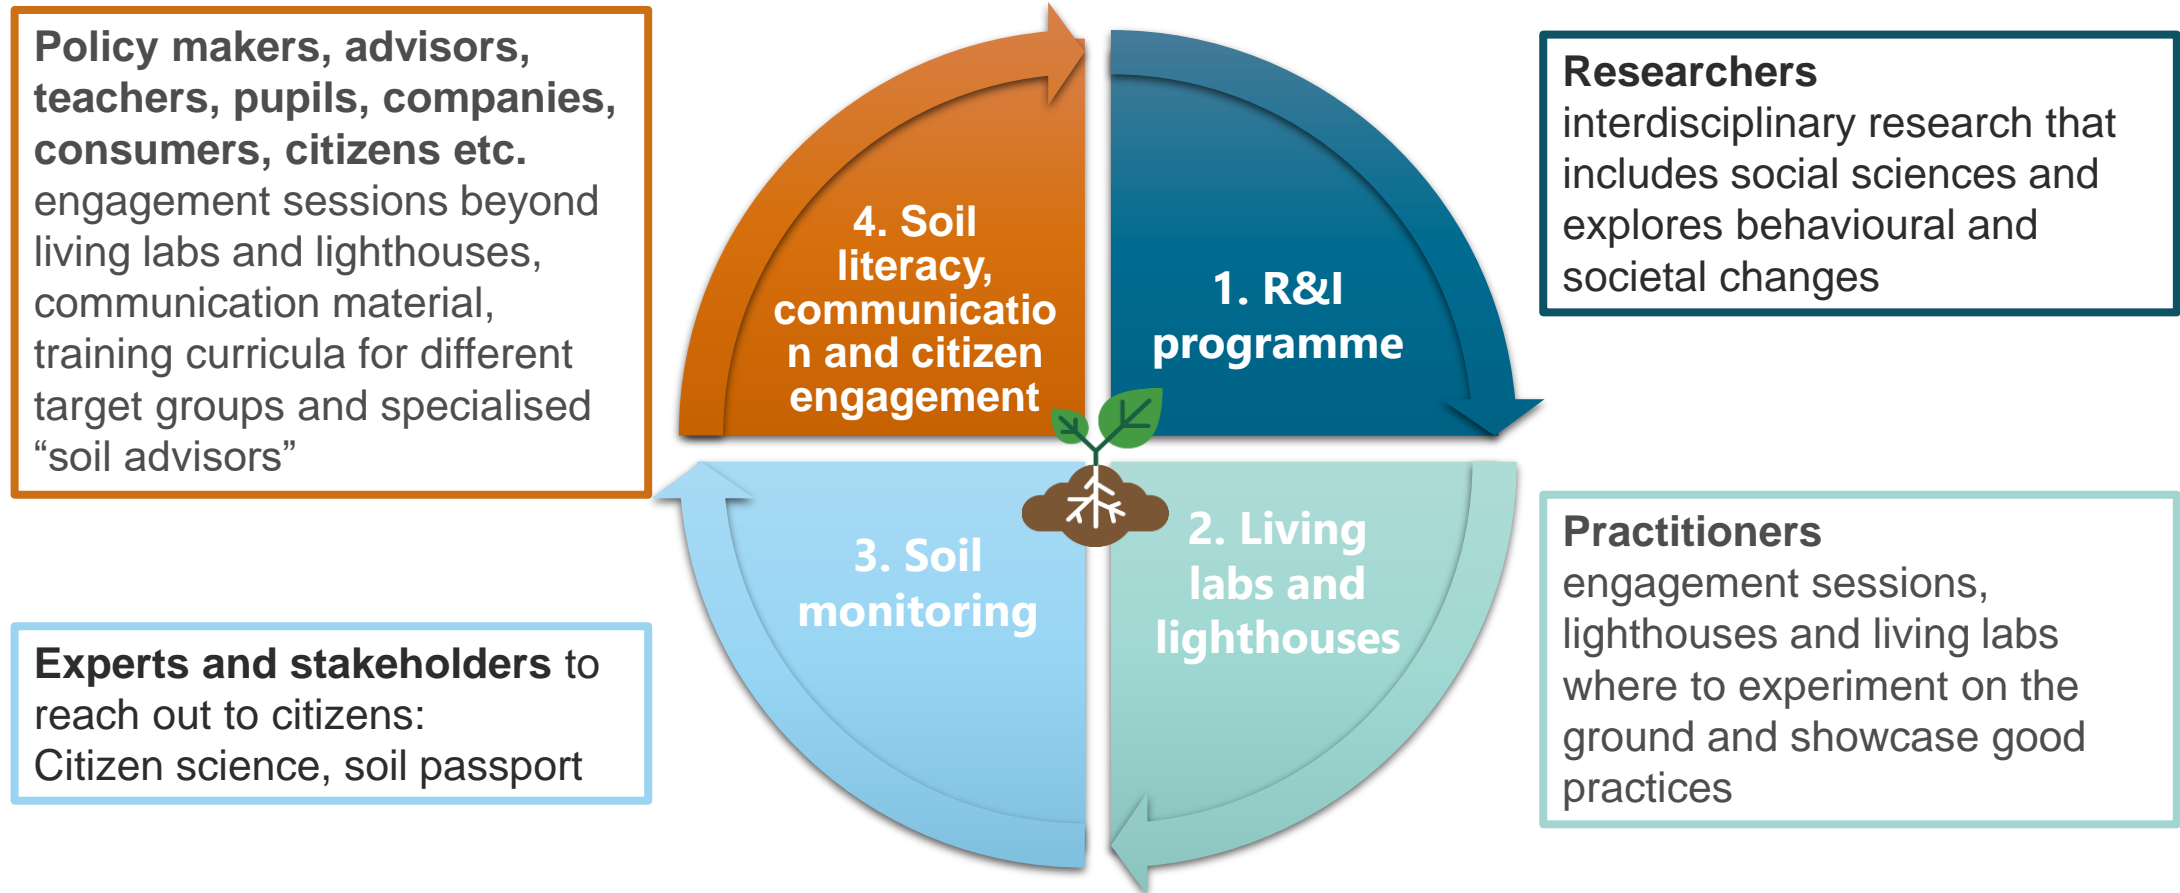 Policy makers, advisors,
teachers, pupils, companies,
consumers, citizens etc.
engagement sessions beyond
living labs and lighthouses,
communication material,
training curricula for different
target groups and specialised
“soil advisors”
4. Soil
literacy,
communicatio
n and citizen
engagement
1. R&I
programme
Researchers
interdisciplinary research that
includes social sciences and
explores behavioural and
societal changes
Experts and stakeholders to
reach out to citizens:
Citizen science, soil passport
3. Soil
monitoring
2. Living
labs and
lighthouses
Practitioners
engagement sessions,
lighthouses and living labs
where to experiment on the
ground and showcase good
practices